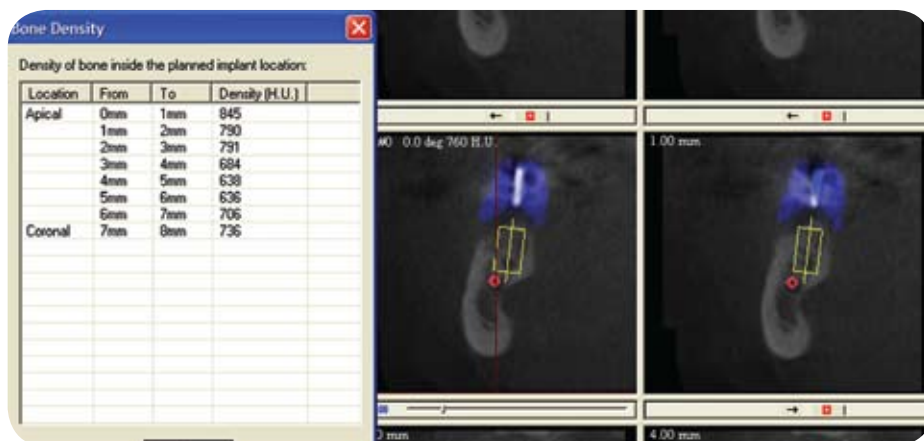 Bone Density
Density of bone inside the planned implant location:
Location From To Density (H.U.)
Apical 0mm 1mm 845
1mm 2mm 790
2mm 3mm 791
3mm 4mm 684
4mm 5mm 638
5mm 6mm 636
6mm 7mm 706
Coronal 7mm 8mm 736
0.0 deg 760 H.U.
1.00 mm
mm
4.00 mm